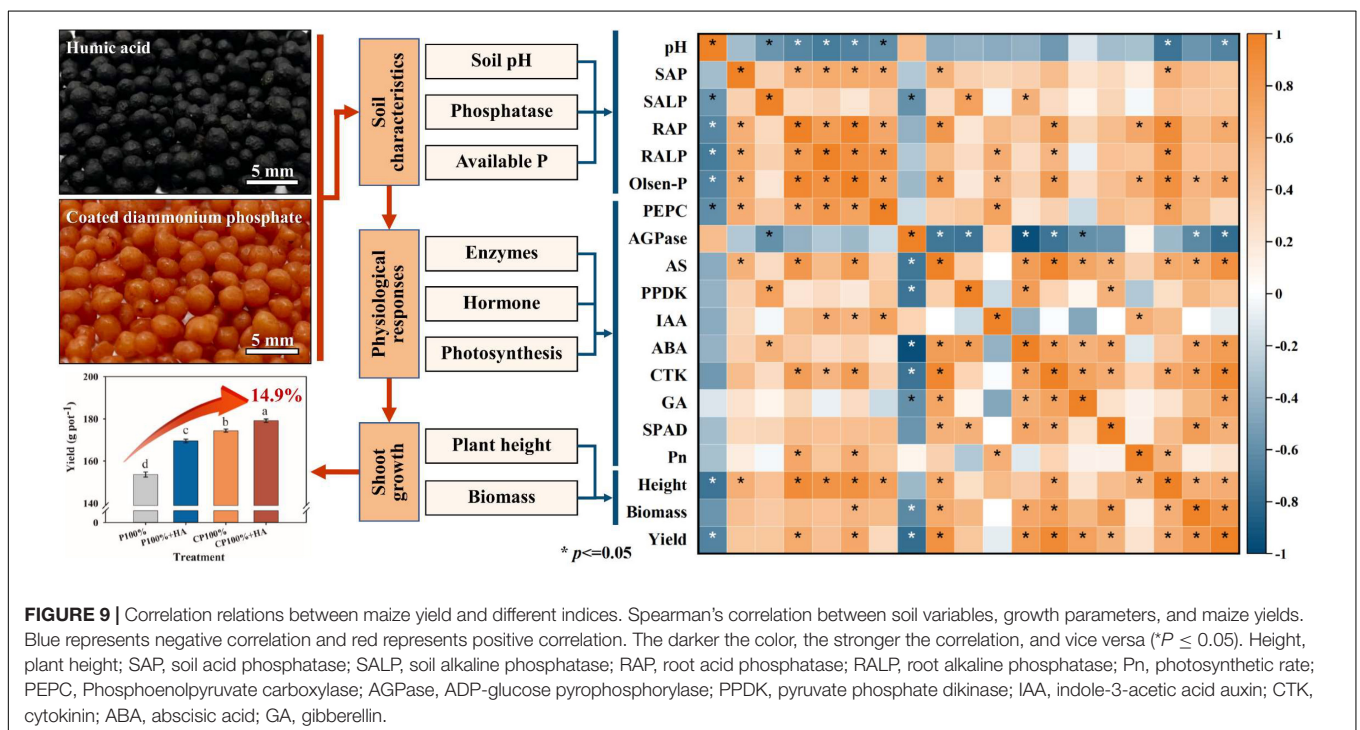 Humic acid
5 mm
Coated diammonium phosphate
5 mm
Soil
characteristics
Soil pH
Phosphatase
Available P
Physiological
responses
Enzymes
Hormone
Photosynthesis
Shoot
growth
Plant height
Biomass
* p<=0.05
Yield (g pot⁻¹)
200
180
160
140
0
14.9%
d
c
b
a
P100%
P100%+HA
CP100%
CP100%+HA
Treatment
pH
SAP
SALP
RAP
RALP
Olsen-P
PEPC
AGPase
AS
PPDK
IAA
ABA
CTK
GA
SPAD
Pn
Height
Biomass
Yield
1
0.8
0.6
0.4
0.2
0
-0.2
-0.4
-0.6
-0.8
-1
FIGURE 9 | Correlation relations between maize yield and different indices. Spearman's correlation between soil variables, growth parameters, and maize yields.
Blue represents negative correlation and red represents positive correlation. The darker the color, the stronger the correlation, and vice versa (*P ≤ 0.05). Height,
plant height; SAP, soil acid phosphatase; SALP, soil alkaline phosphatase; RAP, root acid phosphatase; RALP, root alkaline phosphatase; Pn, photosynthetic rate;
PEPC, Phosphoenolpyruvate carboxylase; AGPase, ADP-glucose pyrophosphorylase; PPDK, pyruvate phosphate dikinase; IAA, indole-3-acetic acid auxin; CTK,
cytokinin; ABA, abscisic acid; GA, gibberellin.